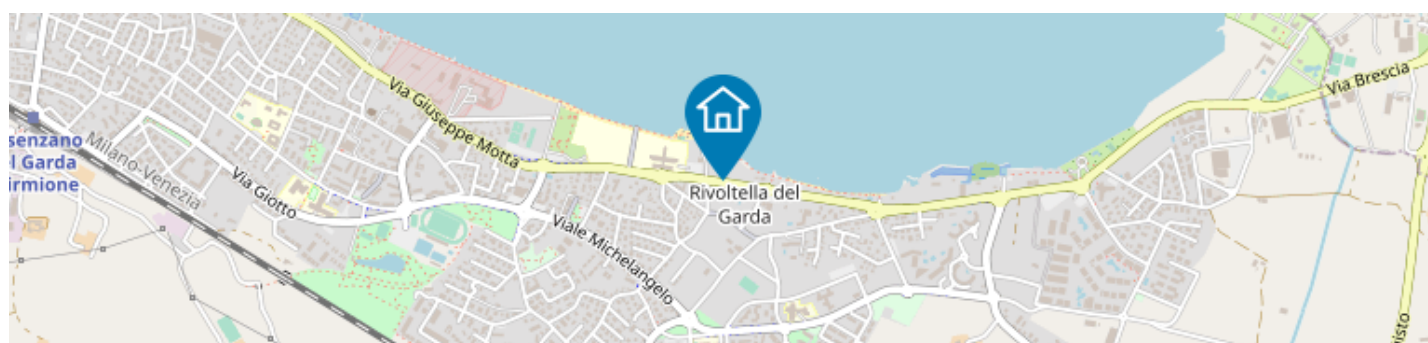 Via Brescia
Via Giuseppe Motta
senzano
l Garda
irmione
Milano-Venezia
Via Giotto
Rivoltella del
Garda
Viale Michelangelo
isto